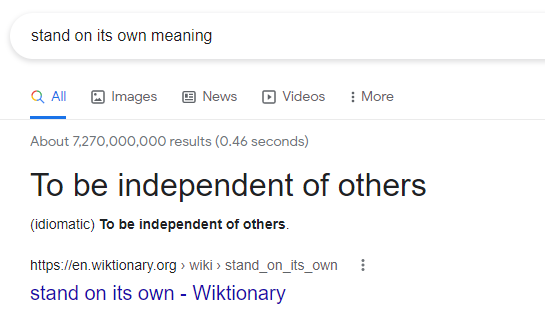 stand on its own meaning
All Images News Videos More
About 7,270,000,000 results (0.46 seconds)
To be independent of others
(idiomatic) To be independent of others.
https://en.wiktionary.org › wiki › stand_on_its_own
stand on its own - Wiktionary